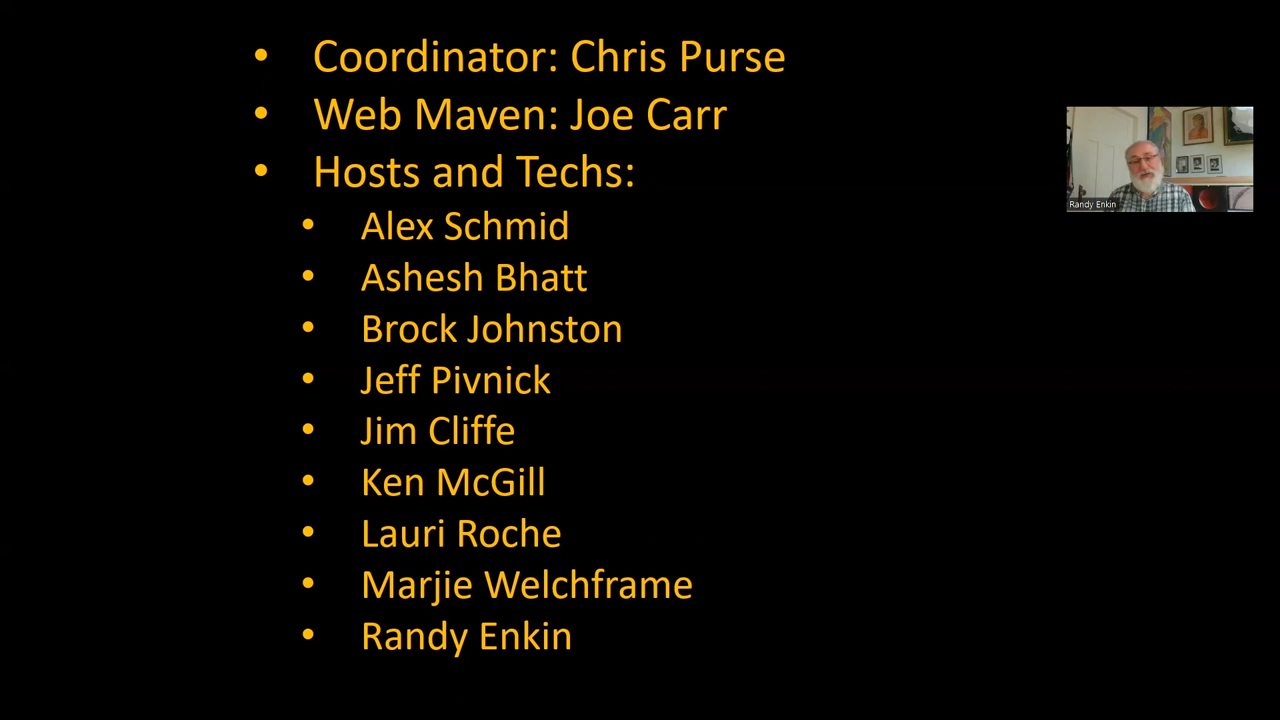 • Coordinator: Chris Purse
• Web Maven: Joe Carr
• Hosts and Techs:
• Alex Schmid
• Ashesh Bhatt
• Brock Johnston
• Jeff Pivnick
• Jim Cliffe
• Ken McGill
• Lauri Roche
• Marjie Welchframe
• Randy Enkin
Randy Enkin